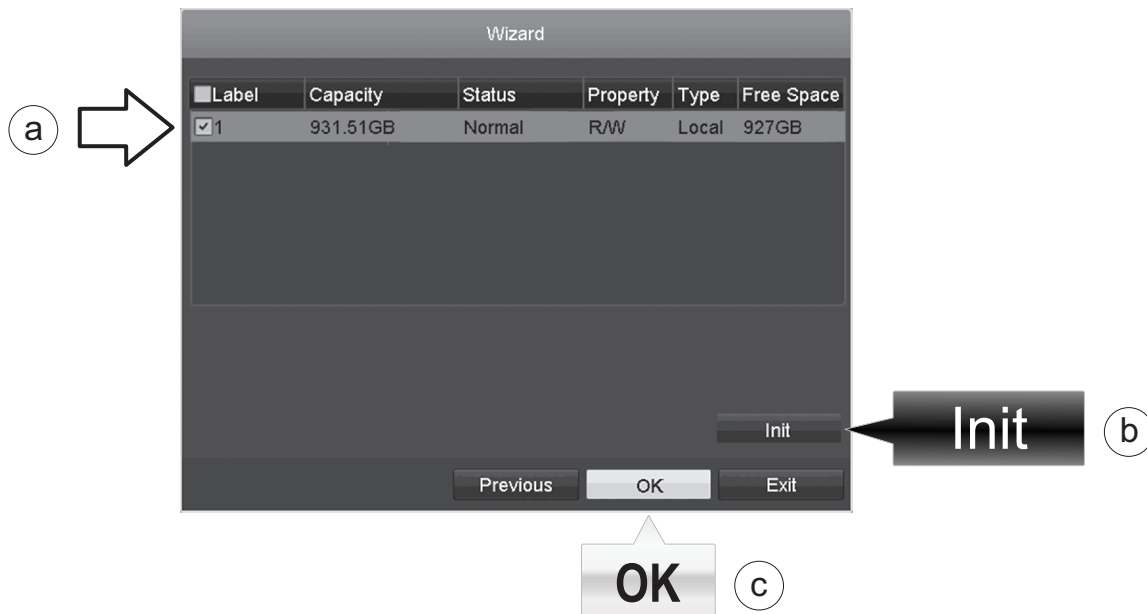 Wizard
Label Capacity Status Property Type Free Space
a
1 931.51GB Normal R/W Local 927GB
Init
Init
b
Previous OK Exit
OK
c